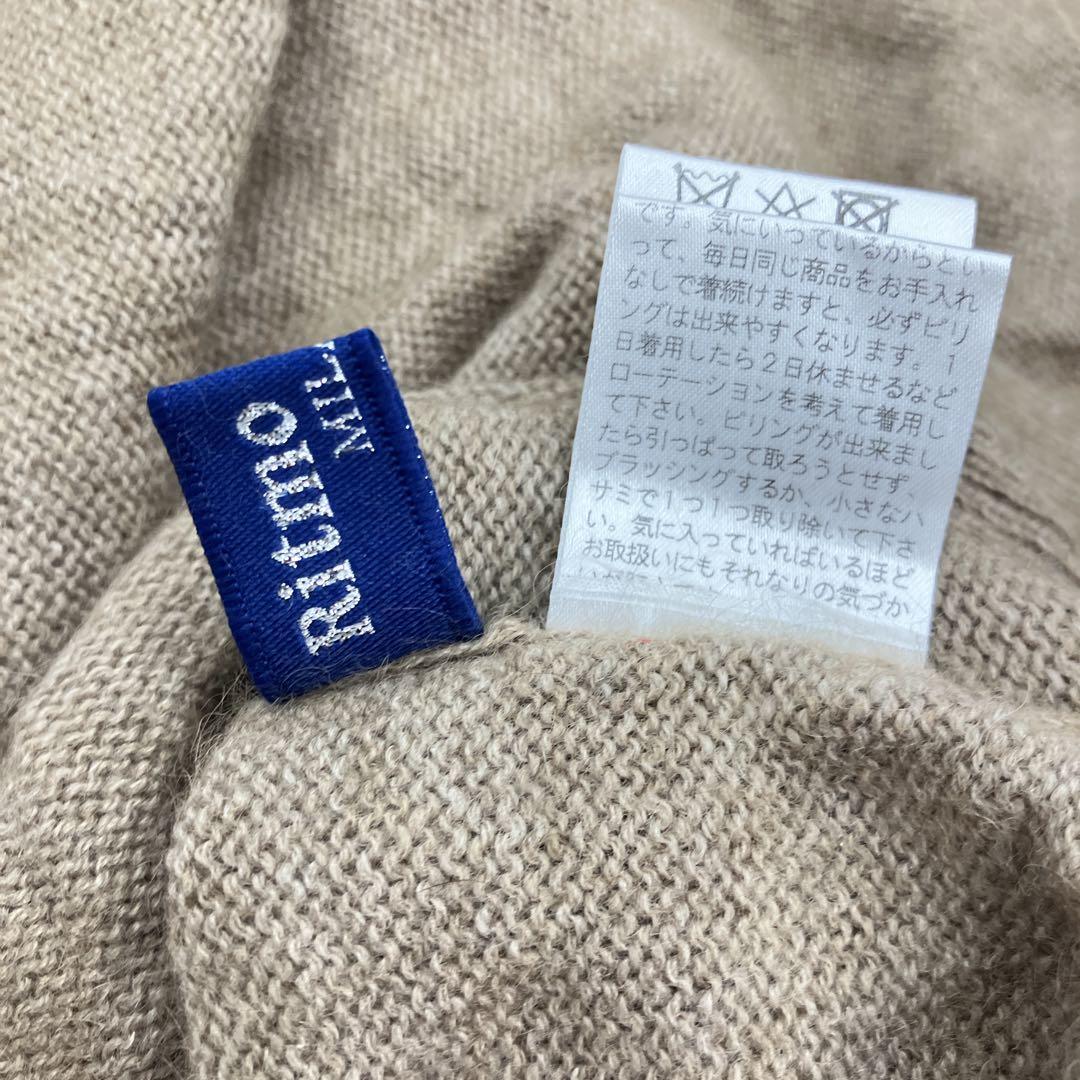 Ritmo
MIL
です。気にいっているからとい
って、毎日同じ商品をお手入れ
なしで着続けますと、必ずピリ
ングは出来やすくなります。1
日着用したら2日休ませるなど
ローテーションを考えて着用し
て下さい。ピリングが出来まし
たら引っぱって取ろうとせず、
ブラッシングするか、小さなハ
サミで1つ1つ取り除いて下さ
い。気に入っていればいるほど
お取扱いにもそれなりの気づか